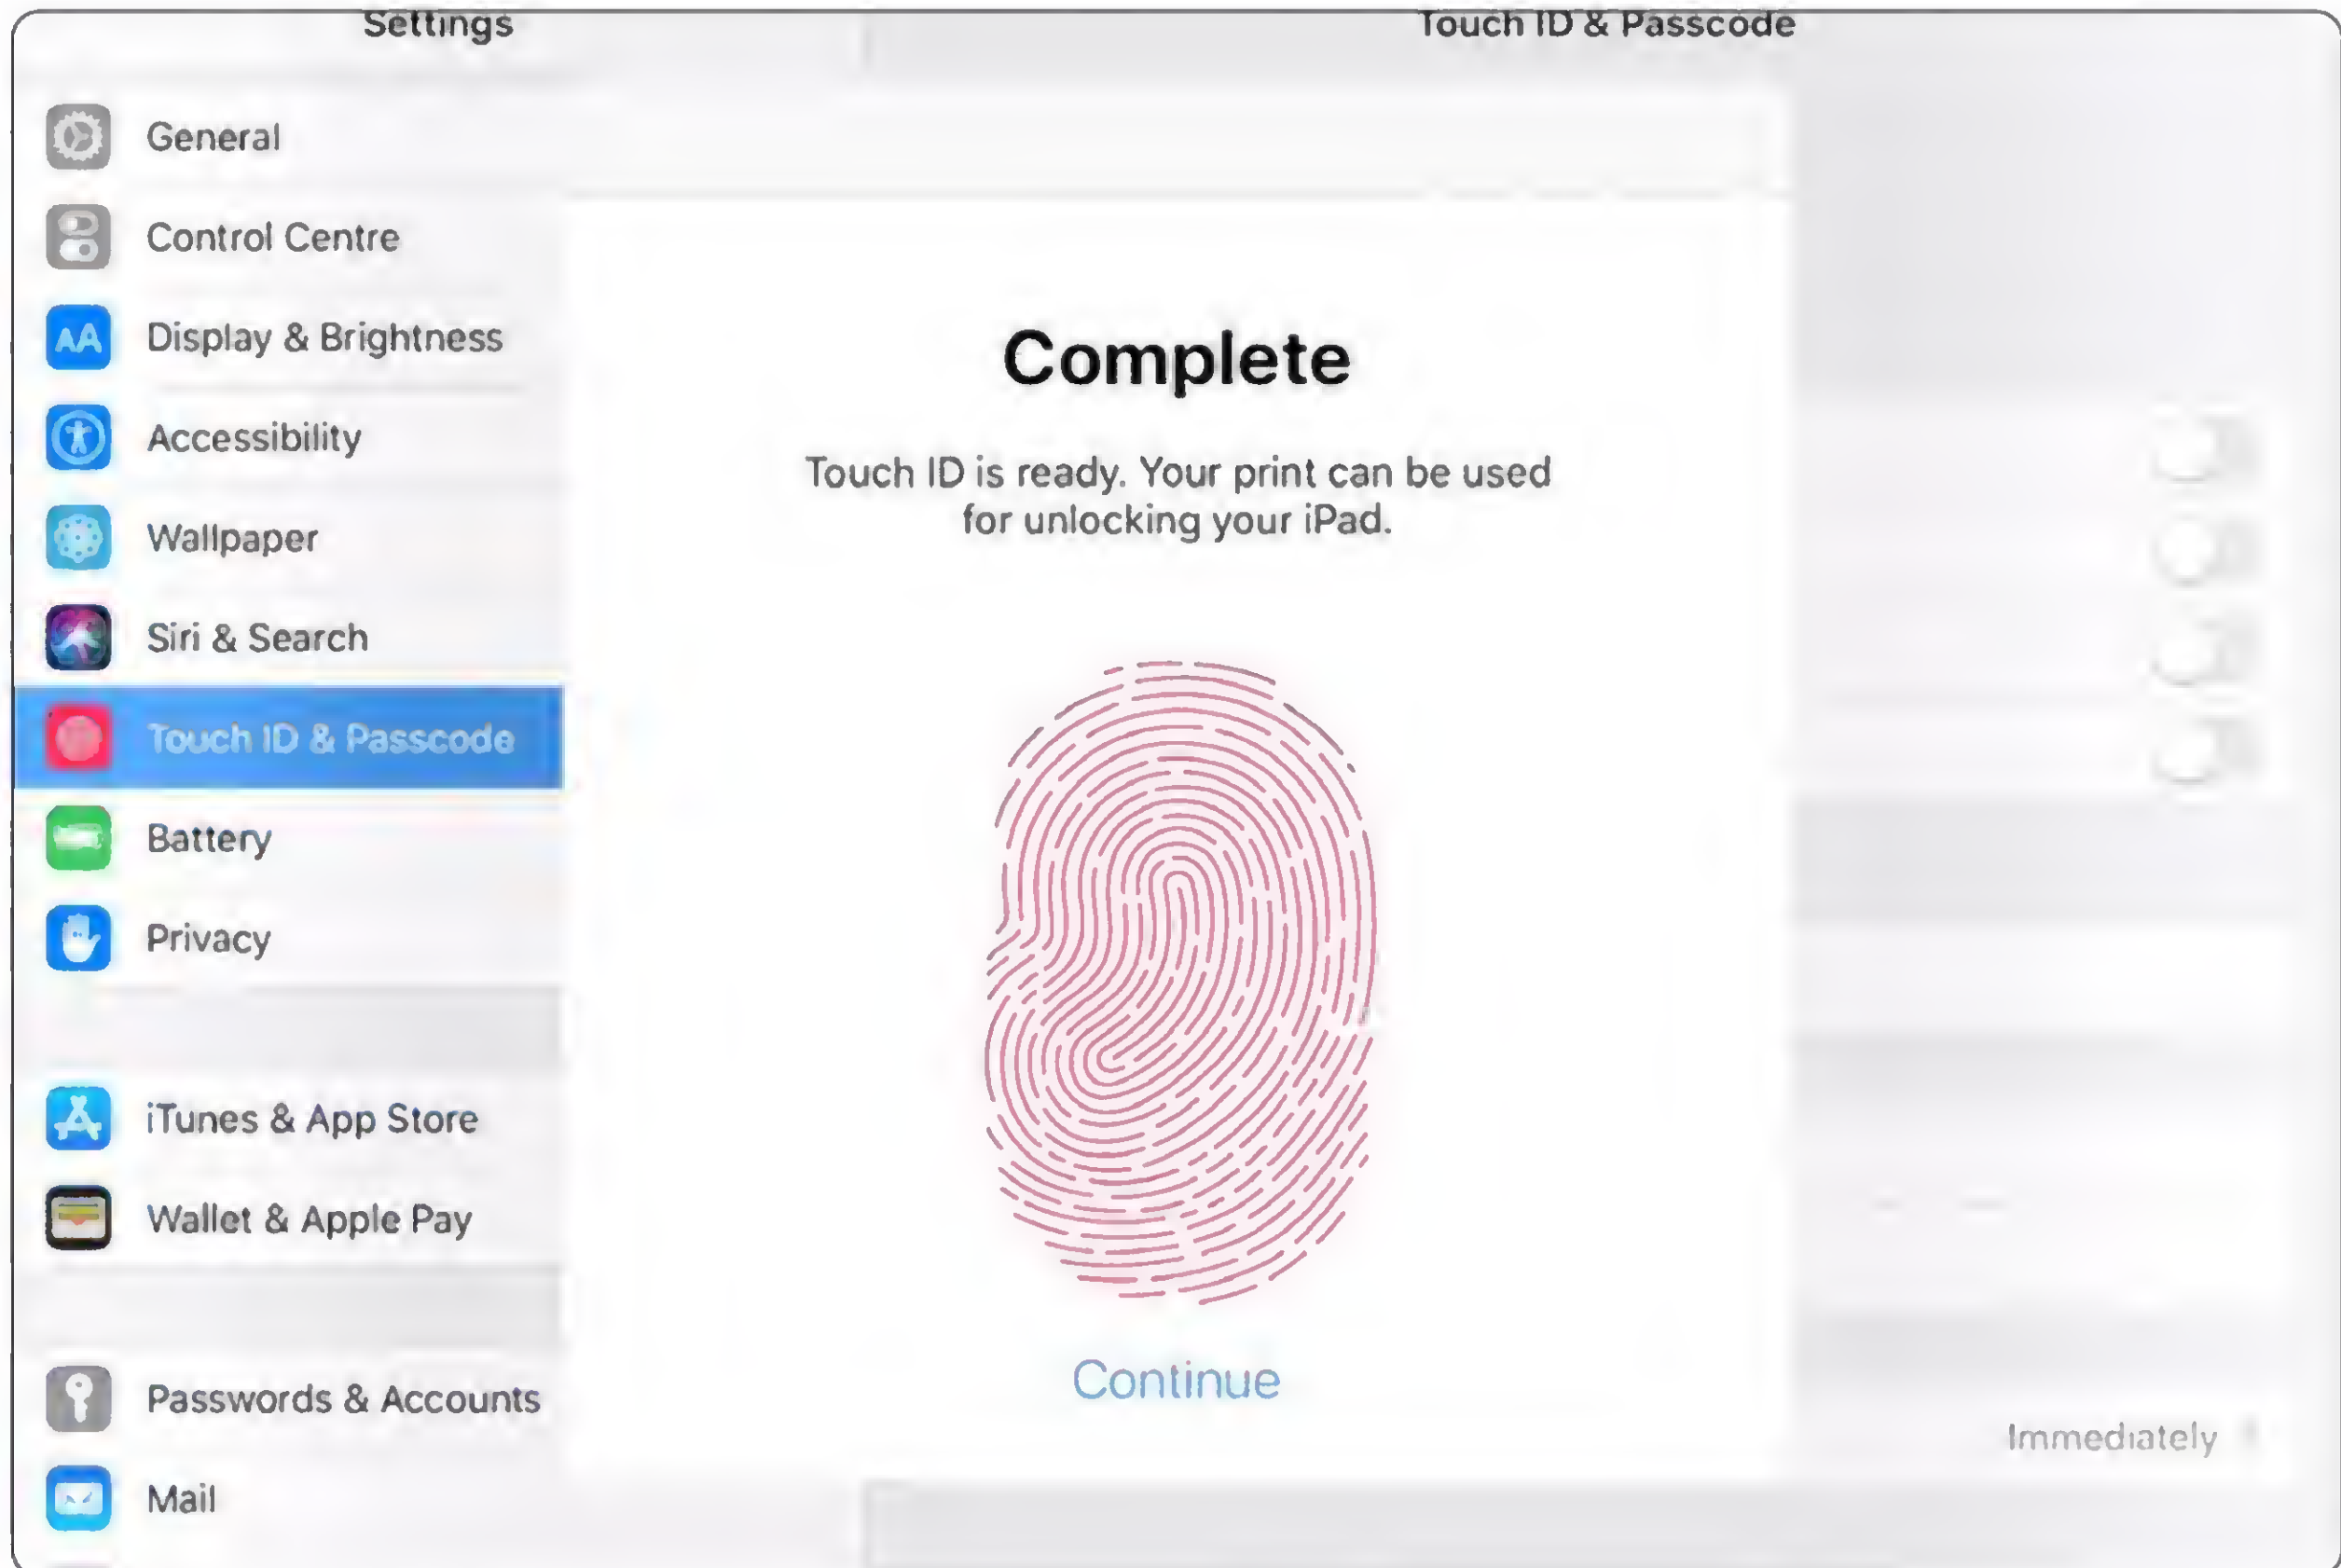 Settings
Touch ID & Passcode
General
Control Centre
AA
Display & Brightness
Accessibility
Wallpaper
Siri & Search
Touch ID & Passcode
Battery
Privacy
iTunes & App Store
Wallet & Apple Pay
Passwords & Accounts
Mail
Complete
Touch ID is ready. Your print can be used
for unlocking your iPad.
Continue
Immediately